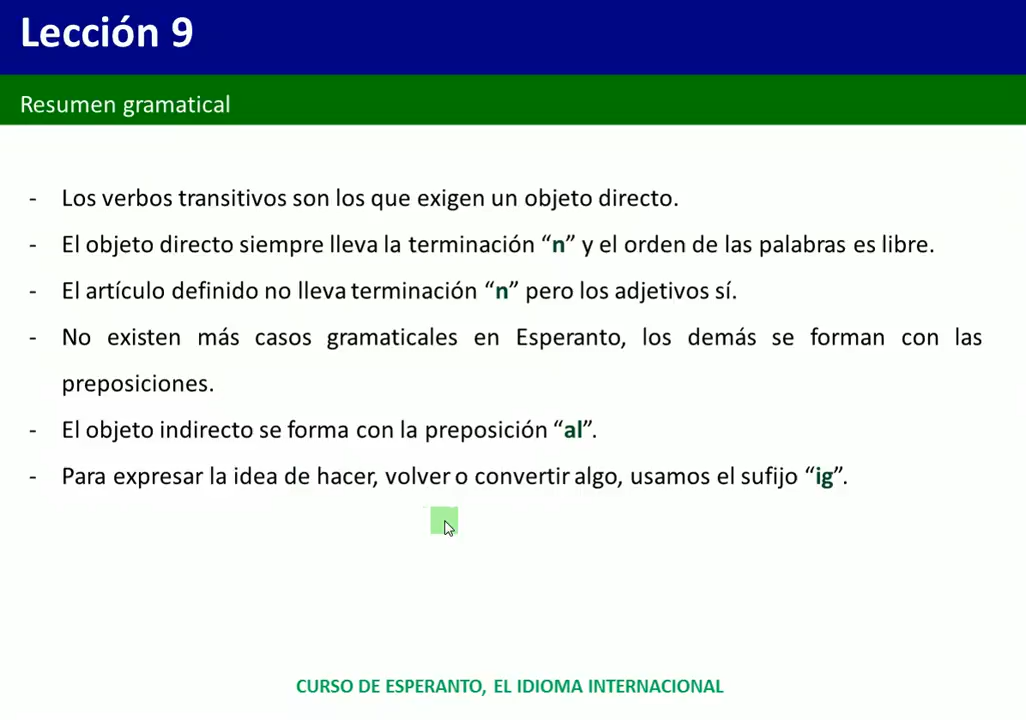 Lección 9
Resumen gramatical
- Los verbos transitivos son los que exigen un objeto directo.
- El objeto directo siempre lleva la terminación “n” y el orden de las palabras es libre.
- El artículo definido no lleva terminación “n” pero los adjetivos sí.
- No existen más casos gramaticales en Esperanto, los demás se forman con las
preposiciones.
- El objeto indirecto se forma con la preposición “al”.
- Para expresar la idea de hacer, volver o convertir algo, usamos el sufijo “ig”.
CURSO DE ESPERANTO, EL IDIOMA INTERNACIONAL